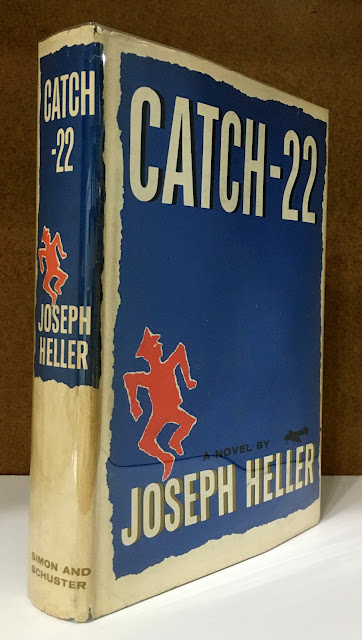 CATCH
-22
JOSEPH
HELLER
SIMON AND
SCHUSTER
CATCH-22
A NOVEL BY
JOSEPH HELLER